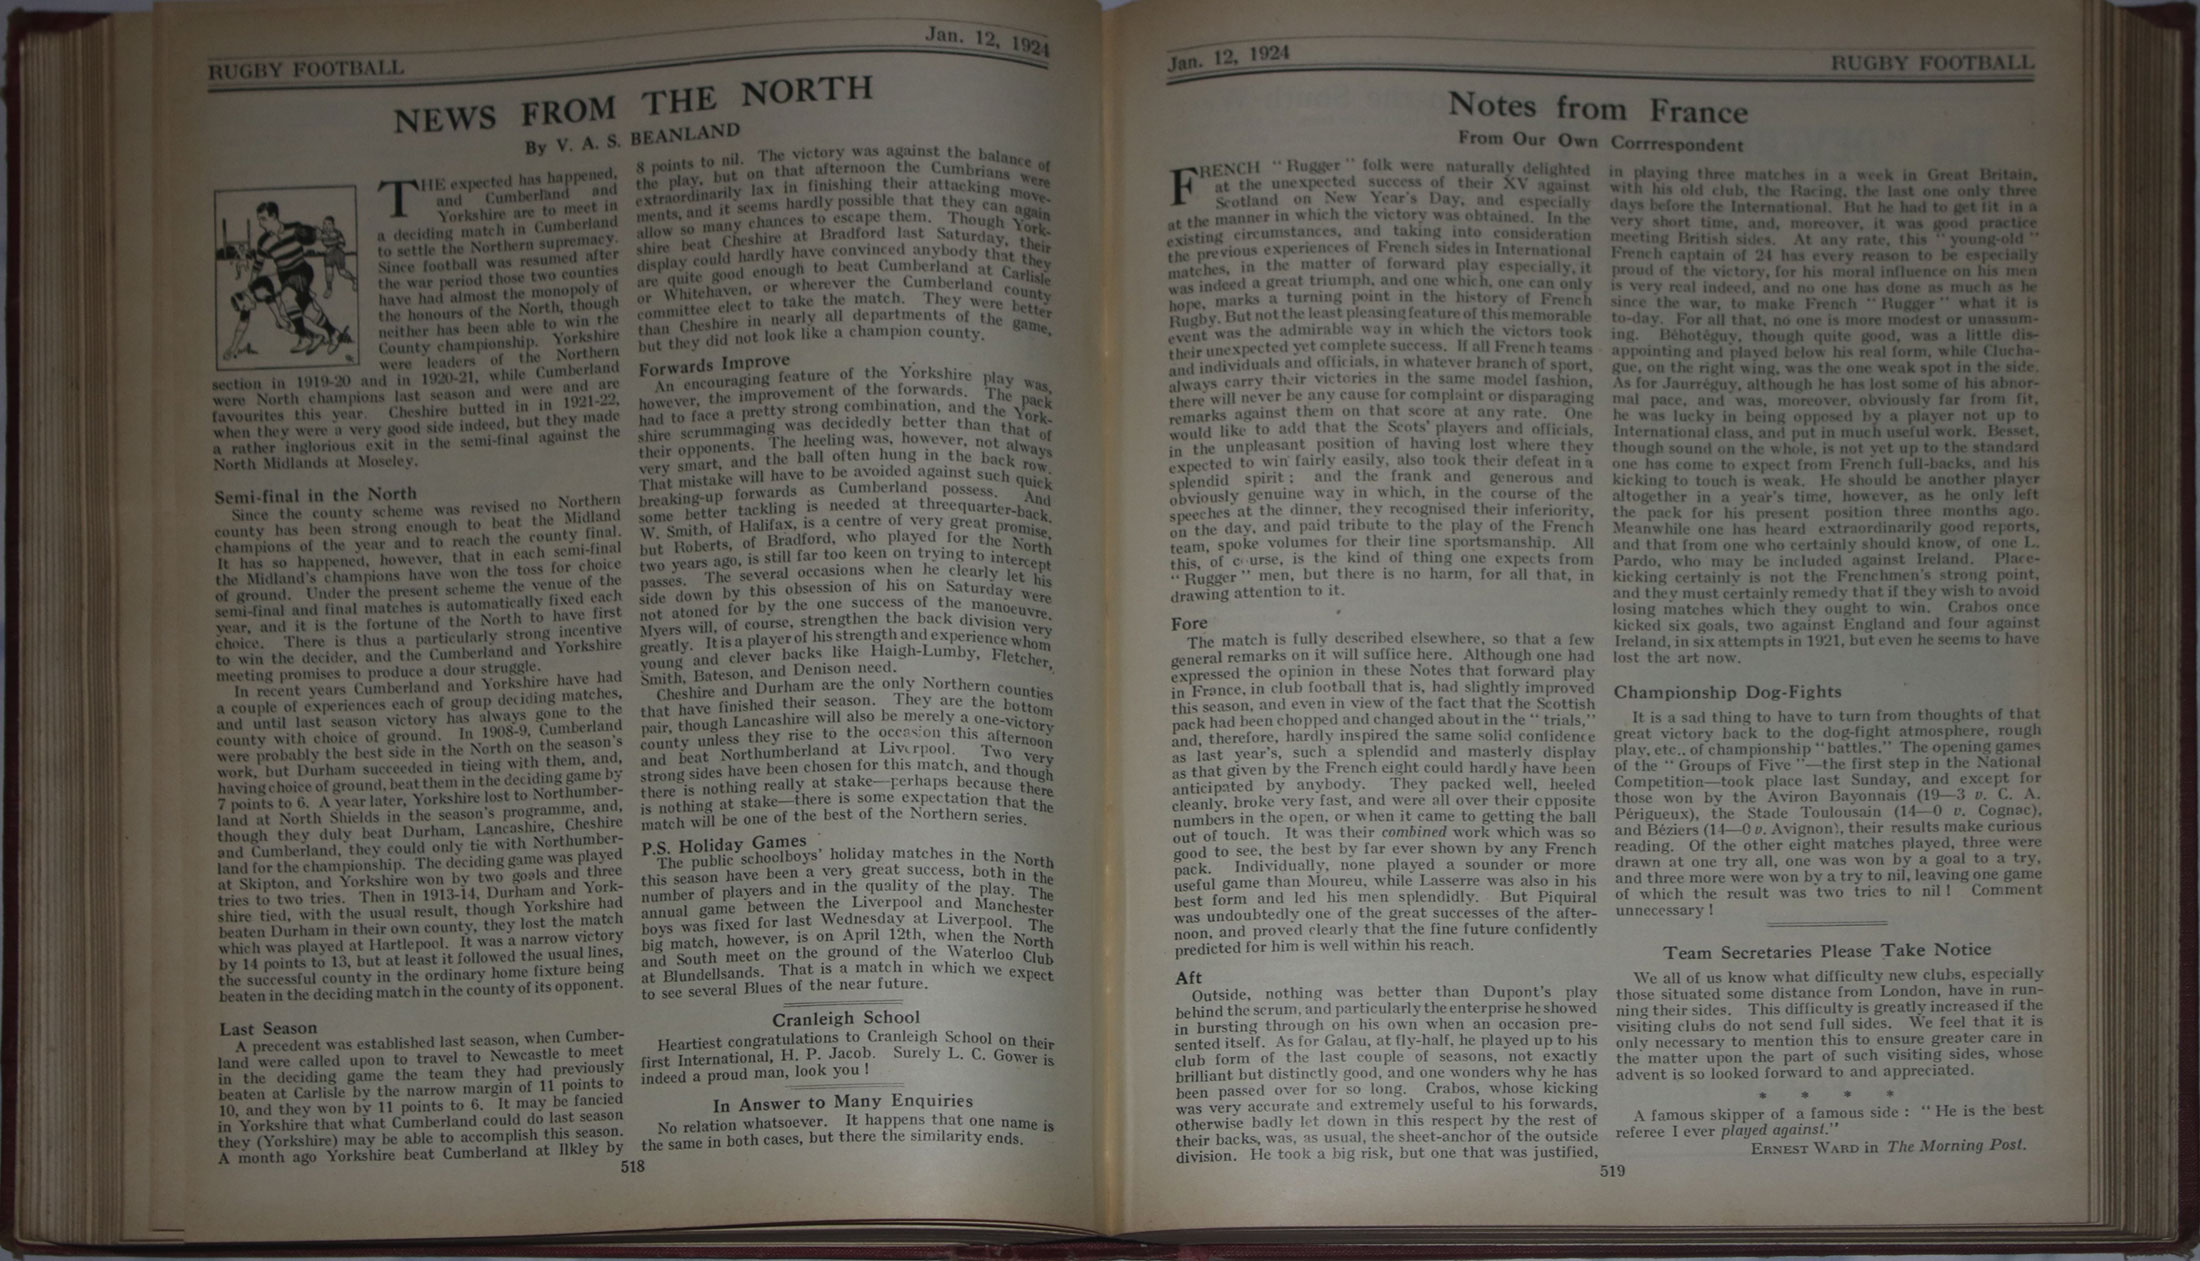 RUGBY FOOTBALL
Jan. 12, 1924
NEWS FROM THE NORTH
By V. A. S. BEANLAND
THE expected has happened,
and Cumberland and
Yorkshire are to meet in
a deciding match in Cumberland
to settle the Northern supremacy.
Since football was resumed after
the war period those two counties
have had almost the monopoly of
the honours of the North, though
neither has been able to win the
County championship. Yorkshire
were leaders of the Northern
section in 1919-20 and in 1920-21, while Cumberland
were North champions last season and were and are
favourites this year. Cheshire butted in in 1921-22,
when they were a very good side indeed, but they made
a rather inglorious exit in the semi-final against the
North Midlands at Moseley.
Semi-final in the North
Since the county scheme was revised no Northern
county has been strong enough to beat the Midland
champions of the year and to reach the county final.
It has so happened, however, that in each semi-final
the Midland's champions have won the toss for choice
of ground. Under the present scheme the venue of the
semi-final and final matches is automatically fixed each
year, and it is the fortune of the North to have first
choice. There is thus a particularly strong incentive
to win the decider, and the Cumberland and Yorkshire
meeting promises to produce a dour struggle.
In recent years Cumberland and Yorkshire have had
a couple of experiences each of group deciding matches,
and until last season victory has always gone to the
county with choice of ground. In 1908-9, Cumberland
were probably the best side in the North on the season's
work, but Durham succeeded in tieing with them, and,
having choice of ground, beat them in the deciding game by
7 points to 6. A year later, Yorkshire lost to Northumber-
land at North Shields in the season's programme, and,
though they duly beat Durham, Lancashire, Cheshire
and Cumberland, they could only tie with Northumber-
land for the championship. The deciding game was played
at Skipton, and Yorkshire won by two goals and three
tries to two tries. Then in 1913-14, Durham and York-
shire tied, with the usual result, though Yorkshire had
beaten Durham in their own county, they lost the match
which was played at Hartlepool. It was a narrow victory
by 14 points to 13, but at least it followed the usual lines,
the successful county in the ordinary home fixture being
beaten in the deciding match in the county of its opponent.
Last Season
A precedent was established last season, when Cumber-
land were called upon to travel to Newcastle to meet
in the deciding game the team they had previously
beaten at Carlisle by the narrow margin of 11 points to
10, and they won by 11 points to 6. It may be fancied
in Yorkshire that what Cumberland could do last season
they (Yorkshire) may be able to accomplish this season.
A month ago Yorkshire beat Cumberland at Ilkley by
8 points to nil. The victory was against the balance of
the play, but on that afternoon the Cumbrians were
extraordinarily lax in finishing their attacking move-
ments, and it seems hardly possible that they can again
allow so many chances to escape them. Though York-
shire beat Cheshire at Bradford last Saturday, their
display could hardly have convinced anybody that they
are quite good enough to beat Cumberland at Carlisle
or Whitehaven, or wherever the Cumberland county
committee elect to take the match. They were better
than Cheshire in nearly all departments of the game,
but they did not look like a champion county.
Forwards Improve
An encouraging feature of the Yorkshire play was,
however, the improvement of the forwards. The pack
had to face a pretty strong combination, and the York-
shire scrummaging was decidedly better than that of
their opponents. The heeling was, however, not always
very smart, and the ball often hung in the back row.
That mistake will have to be avoided against such quick
breaking-up forwards as Cumberland possess. And
some better tackling is needed at threequarter-back.
W. Smith, of Halifax, is a centre of very great promise,
but Roberts, of Bradford, who played for the North
two years ago, is still far too keen on trying to intercept
passes. The several occasions when he clearly let his
side down by this obsession of his on Saturday were
not atoned for by the one success of the manoeuvre.
Myers will, of course, strengthen the back division very
greatly. It is a player of his strength and experience whom
young and clever backs like Haigh-Lumby, Fletcher,
Smith, Bateson, and Denison need.
Cheshire and Durham are the only Northern counties
that have finished their season. They are the bottom
pair, though Lancashire will also be merely a one-victory
county unless they rise to the occasion this afternoon
and beat Northumberland at Liverpool. Two very
strong sides have been chosen for this match, and though
there is nothing really at stake—perhaps because there
is nothing at stake—there is some expectation that the
match will be one of the best of the Northern series.
P.S. Holiday Games
The public schoolboys' holiday matches in the North
this season have been a very great success, both in the
number of players and in the quality of the play. The
annual game between the Liverpool and Manchester
boys was fixed for last Wednesday at Liverpool. The
big match, however, is on April 12th, when the North
and South meet on the ground of the Waterloo Club
at Blundellsands. That is a match in which we expect
to see several Blues of the near future.
Cranleigh School
Heartiest congratulations to Cranleigh School on their
first International, H. P. Jacob. Surely L. C. Gower is
indeed a proud man, look you!
In Answer to Many Enquiries
No relation whatsoever. It happens that one name is
the same in both cases, but there the similarity ends.
518
Jan. 12, 1924
RUGBY FOOTBALL
Notes from France
From Our Own Corrrespondent
FRENCH "Rugger" folk were naturally delighted
at the unexpected success of their XV against
Scotland on New Year's Day, and especially
at the manner in which the victory was obtained. In the
existing circumstances, and taking into consideration
the previous experiences of French sides in International
matches, in the matter of forward play especially, it
was indeed a great triumph, and one which, one can only
hope, marks a turning point in the history of French
Rugby. But not the least pleasing feature of this memorable
event was the admirable way in which the victors took
their unexpected yet complete success. If all French teams
and individuals and officials, in whatever branch of sport,
always carry their victories in the same model fashion,
there will never be any cause for complaint or disparaging
remarks against them on that score at any rate. One
would like to add that the Scots' players and officials,
in the unpleasant position of having lost where they
expected to win fairly easily, also took their defeat in a
splendid spirit; and the frank and generous and
obviously genuine way in which, in the course of the
speeches at the dinner, they recognised their inferiority,
on the day, and paid tribute to the play of the French
team, spoke volumes for their line sportsmanship. All
this, of course, is the kind of thing one expects from
"Rugger" men, but there is no harm, for all that, in
drawing attention to it.
Fore
The match is fully described elsewhere, so that a few
general remarks on it will suffice here. Although one had
expressed the opinion in these Notes that forward play
in France, in club football that is, had slightly improved
this season, and even in view of the fact that the Scottish
pack had been chopped and changed about in the "trials,"
and, therefore, hardly inspired the same solid confidence
as last year's, such a splendid and masterly display
as that given by the French eight could hardly have been
anticipated by anybody. They packed well, heeled
cleanly, broke very fast, and were all over their opposite
numbers in the open, or when it came to getting the ball
out of touch. It was their combined work which was so
good to see, the best by far ever shown by any French
pack. Individually, none played a sounder or more
useful game than Moureu, while Lasserre was also in his
best form and led his men splendidly. But Piquiral
was undoubtedly one of the great successes of the after-
noon, and proved clearly that the fine future confidently
predicted for him is well within his reach.
Aft
Outside, nothing was better than Dupont's play
behind the scrum, and particularly the enterprise he showed
in bursting through on his own when an occasion pre-
sented itself. As for Galau, at fly-half, he played up to his
club form of the last couple of seasons, not exactly
brilliant but distinctly good, and one wonders why he has
been passed over for so long. Crabos, whose kicking
was very accurate and extremely useful to his forwards,
otherwise badly let down in this respect by the rest of
their backs, was, as usual, the sheet-anchor of the outside
division. He took a big risk, but one that was justified,
in playing three matches in a week in Great Britain,
with his old club, the Racing, the last one only three
days before the International. But he had to get fit in a
very short time, and, moreover, it was good practice
meeting British sides. At any rate, this "young-old"
French captain of 24 has every reason to be especially
proud of the victory, for his moral influence on his men
is very real indeed, and no one has done as much as he
since the war, to make French "Rugger" what it is
to-day. For all that, no one is more modest or unassum-
ing. Béhotéguy, though quite good, was a little dis-
appointing and played below his real form, while Clucha-
gue, on the right wing, was the one weak spot in the side.
As for Jaurréguy, although he has lost some of his abnor-
mal pace, and was, moreover, obviously far from fit,
he was lucky in being opposed by a player not up to
International class, and put in much useful work. Besset,
though sound on the whole, is not yet up to the standard
one has come to expect from French full-backs, and his
kicking to touch is weak. He should be another player
altogether in a year's time, however, as he only left
the pack for his present position three months ago.
Meanwhile one has heard extraordinarily good reports,
and that from one who certainly should know, of one L.
Pardo, who may be included against Ireland. Place-
kicking certainly is not the Frenchmen's strong point,
and they must certainly remedy that if they wish to avoid
losing matches which they ought to win. Crabos once
kicked six goals, two against England and four against
Ireland, in six attempts in 1921, but even he seems to have
lost the art now.
Championship Dog-Fights
It is a sad thing to have to turn from thoughts of that
great victory back to the dog-fight atmosphere, rough
play, etc., of championship "battles." The opening games
of the "Groups of Five"—the first step in the National
Competition—took place last Sunday, and except for
those won by the Aviron Bayonnais (19—3 v. C. A.
Périgueux), the Stade Toulousain (14—0 v. Cognac),
and Béziers (14—0 v. Avignon), their results make curious
reading. Of the other eight matches played, three were
drawn at one try all, one was won by a goal to a try,
and three more were won by a try to nil, leaving one game
of which the result was two tries to nil! Comment
unnecessary!
Team Secretaries Please Take Notice
We all of us know what difficulty new clubs, especially
those situated some distance from London, have in run-
ning their sides. This difficulty is greatly increased if the
visiting clubs do not send full sides. We feel that it is
only necessary to mention this to ensure greater care in
the matter upon the part of such visiting sides, whose
advent is so looked forward to and appreciated.
* * * *
A famous skipper of a famous side: "He is the best
referee I ever played against."
ERNEST WARD in The Morning Post.
519